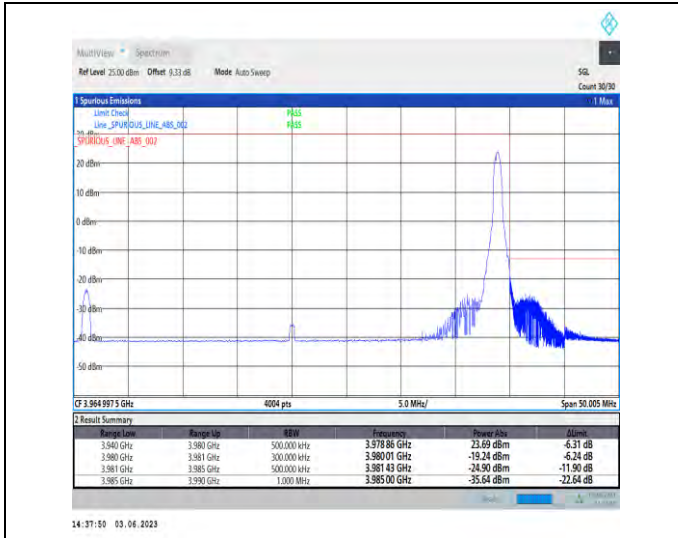 MultiView Spectrum
Ref Level 25.00 dBm Offset 9.33 dB Mode Auto Sweep SGL
Count 30/30
1 Spurious Emissions 1 Max
Limit Check PASS
Line _SPURIOUS_LINE_ABS_002 PASS
_SPURIOUS_LINE_ABS_002
20 dBm
10 dBm
0 dBm
-10 dBm
-20 dBm
-30 dBm
-40 dBm
-50 dBm
CF 3.964 997 5 GHz 4004 pts 5.0 MHz/ Span 50.005 MHz
2 Result Summary
Range Low Range Up RBW Frequency Power Abs ΔLimit
3.940 GHz 3.980 GHz 500.000 kHz 3.978 86 GHz 23.69 dBm -6.31 dB
3.980 GHz 3.981 GHz 300.000 kHz 3.980 01 GHz -19.24 dBm -6.24 dB
3.981 GHz 3.985 GHz 500.000 kHz 3.981 43 GHz -24.90 dBm -11.90 dB
3.985 GHz 3.990 GHz 1.000 MHz 3.985 00 GHz -35.64 dBm -22.64 dB
14:37:50 03.06.2023